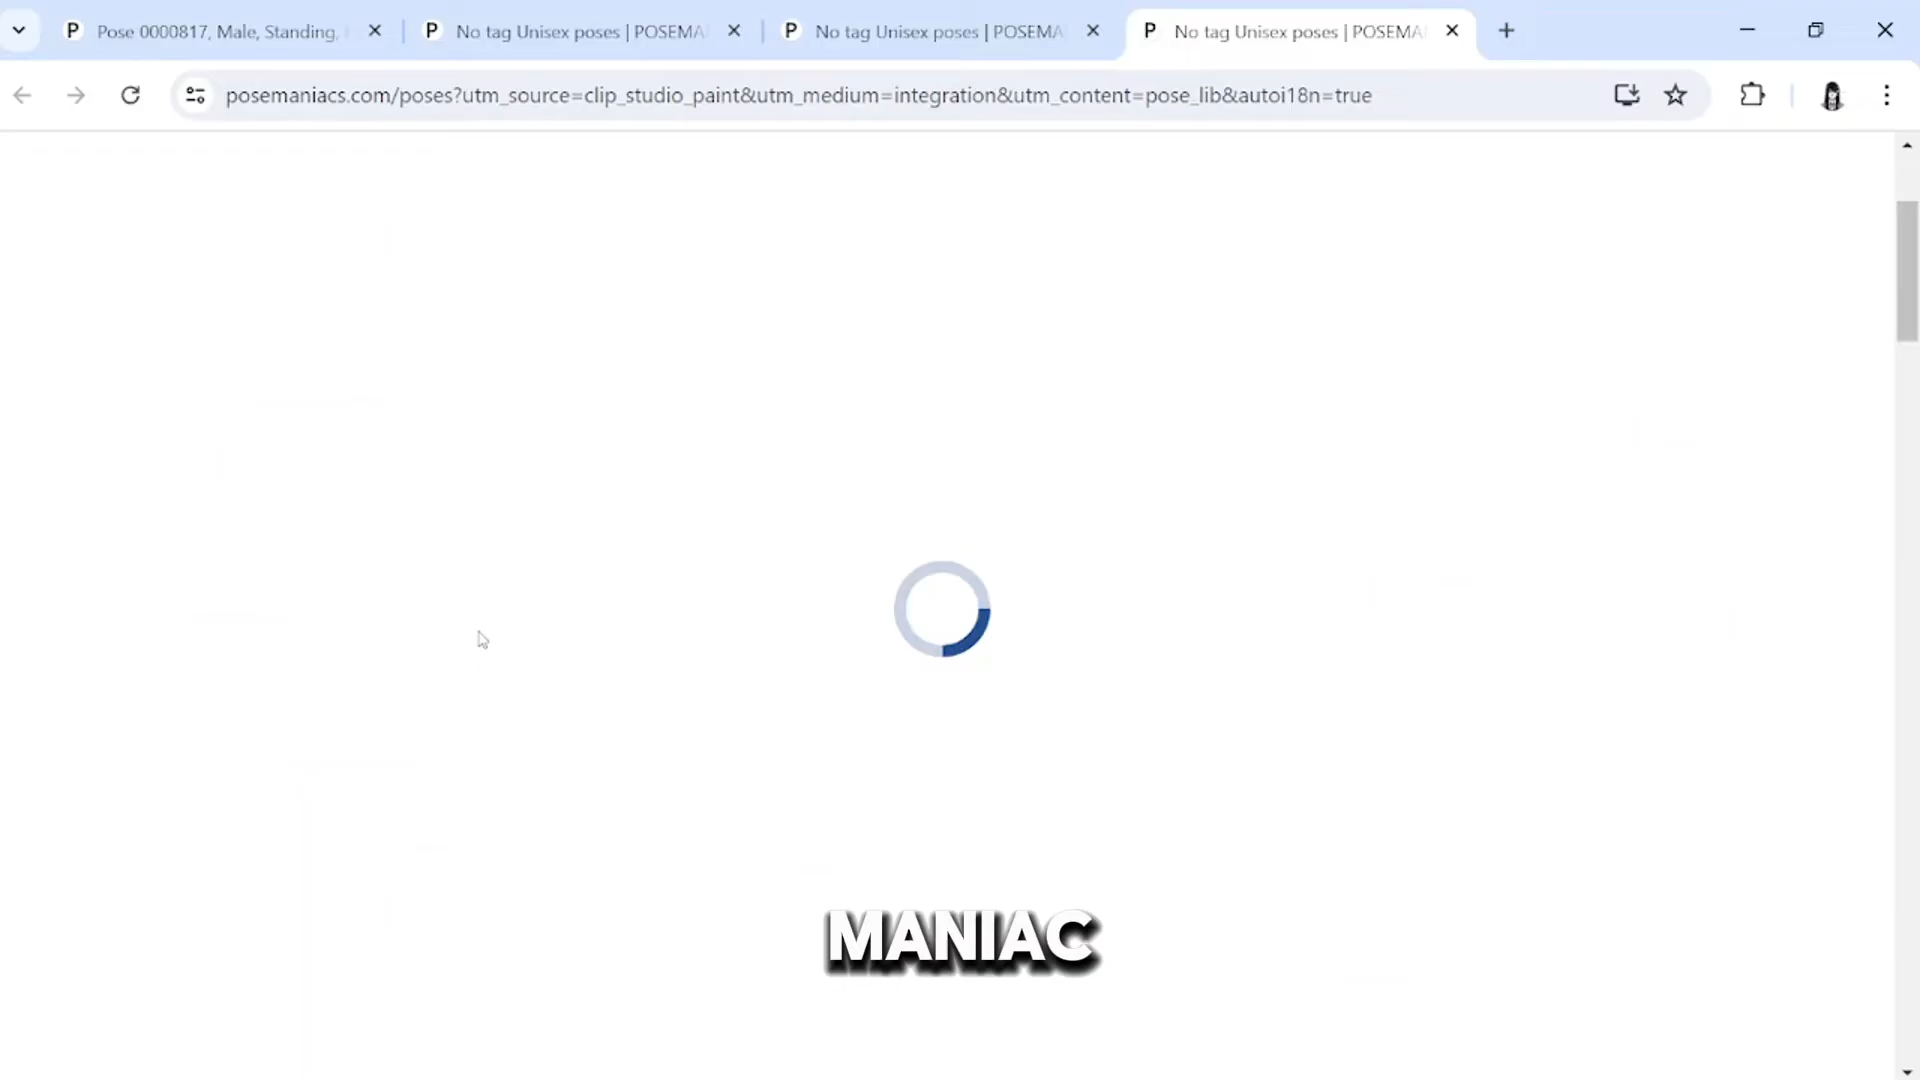 P Pose 0000817, Male, Standing,
P No tag Unisex poses | POSEMA
P No tag Unisex poses | POSEMA
P No tag Unisex poses | POSEMA
posemaniacs.com/poses?utm_source=clip_studio_paint&utm_medium=integration&utm_content=pose_lib&autoi18n=true
MANIAC